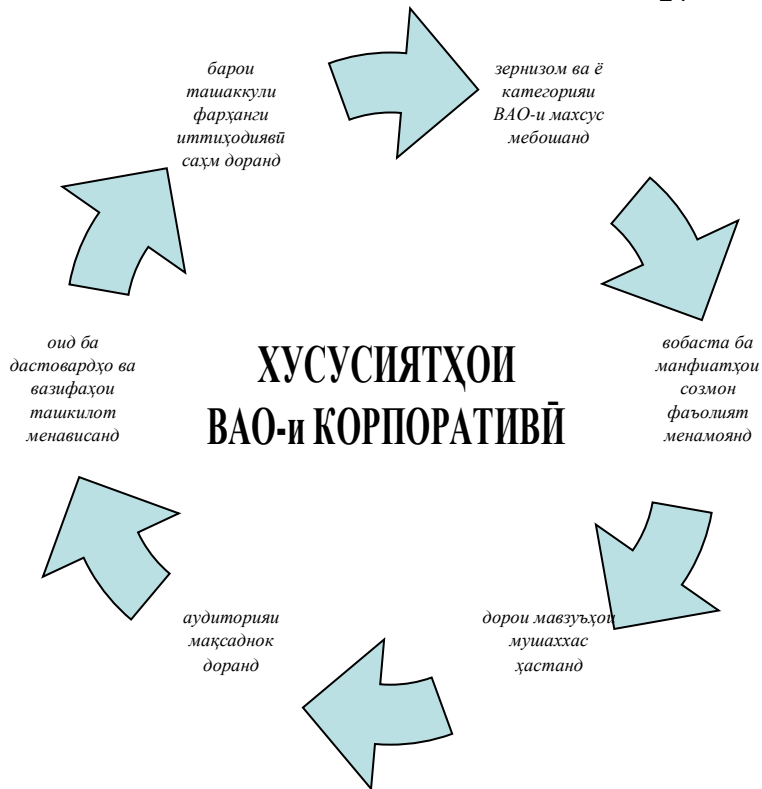 барои
ташаккули
фарҳанги
иттиҳодиявӣ
саҳм доранд
зернизом ва ё
категорияи
ВАО-и махсус
мебошанд
вобаста ба
манфиатҳои
созмон
фаъолият
менамоянд
дорои мавзуъҳои
мушаххас
ҳастанд
аудиторияи
мақсаднок
доранд
оид ба
дастовардҳо ва
вазифаҳои
ташкилот
менависанд
ХУСУСИЯТҲОИ
ВАО-и КОРПОРАТИВӢ